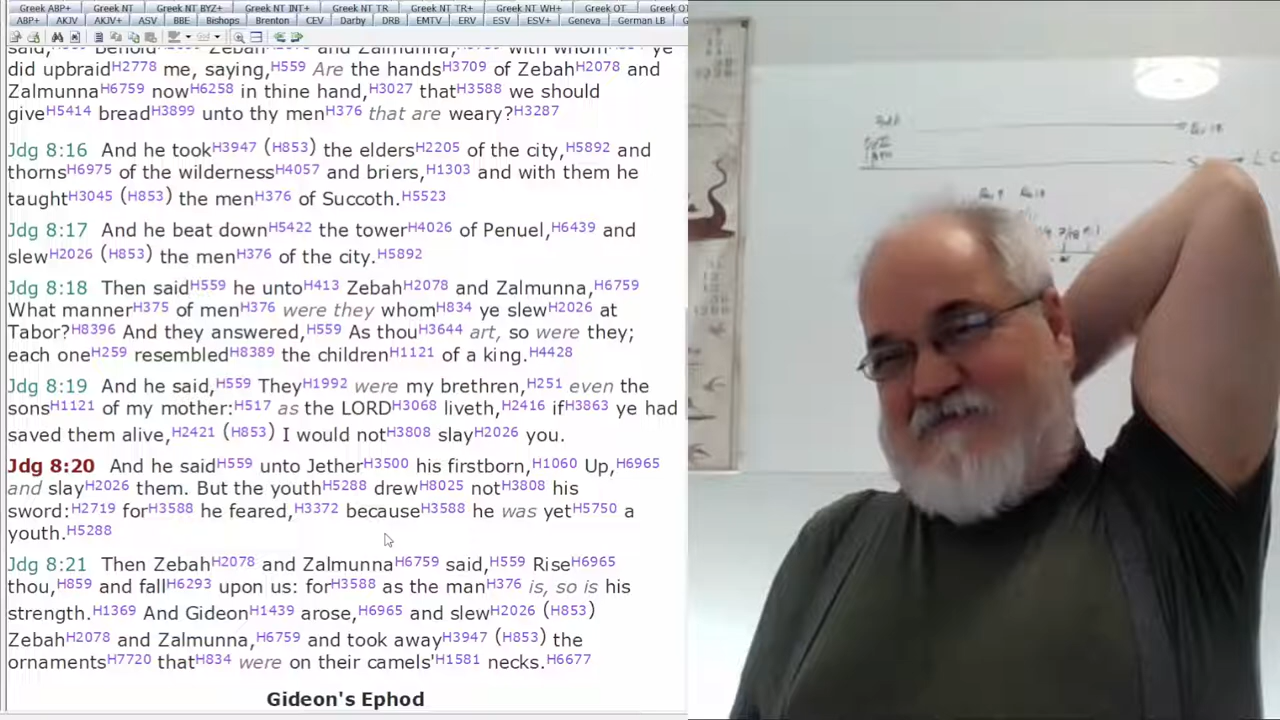 Greek ABP+ Greek NT Greek NT BYZ+ Greek NT INT+ Greek NT TR Greek NT TR+ Greek NT WH+ Greek OT Greek OT
ABP+ AKJV AKJV+ ASV BBE Bishops Brenton CEV Darby DRB EMTV ERV ESV ESV+ Geneva German LB G
said,H559 Behold Zebah and Zalmunna, with whom ye
did upbraidH2778 me, saying,H559 Are the handsH3709 of ZebahH2078 and
ZalmunnaH6759 nowH6258 in thine hand,H3027 thatH3588 we should
giveH5414 breadH3899 unto thy menH376 that are weary?H3287
Jdg 8:16 And he tookH3947 (H853) the eldersH2205 of the city,H5892 and
thornsH6975 of the wildernessH4057 and briers,H1303 and with them he
taughtH3045 (H853) the menH376 of Succoth.H5523
Jdg 8:17 And he beat downH5422 the towerH4026 of Penuel,H6439 and
slewH2026 (H853) the menH376 of the city.H5892
Jdg 8:18 Then saidH559 he untoH413 ZebahH2078 and Zalmunna,H6759
What mannerH375 of menH376 were they whomH834 ye slewH2026 at
Tabor?H8396 And they answered,H559 As thouH3644 art, so were they;
each oneH259 resembledH8389 the childrenH1121 of a king.H4428
Jdg 8:19 And he said,H559 TheyH1992 were my brethren,H251 even the
sonsH1121 of my mother:H517 as the LORDH3068 liveth,H2416 ifH3863 ye had
saved them alive,H2421 (H853) I would notH3808 slayH2026 you.
Jdg 8:20 And he saidH559 unto JetherH3500 his firstborn,H1060 Up,H6965
and slayH2026 them. But the youthH5288 drewH8025 notH3808 his
sword:H2719 forH3588 he feared,H3372 becauseH3588 he was yetH5750 a
youth.H5288
Jdg 8:21 Then ZebahH2078 and ZalmunnaH6759 said,H559 RiseH6965
thou,H859 and fallH6293 upon us: forH3588 as the manH376 is, so is his
strength.H1369 And GideonH1439 arose,H6965 and slewH2026 (H853)
ZebahH2078 and Zalmunna,H6759 and took awayH3947 (H853) the
ornamentsH7720 thatH834 were on their camels'H1581 necks.H6677
Gideon's Ephod